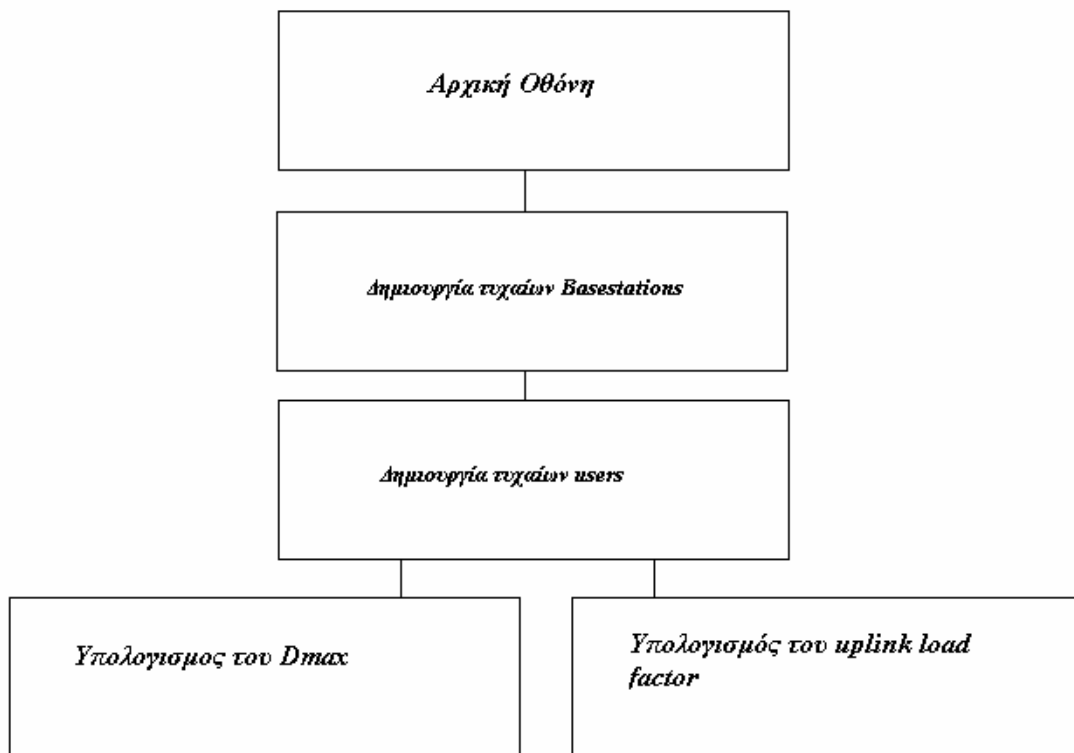 Αρχική Οθόνη
Δημιουργία τυχαίων Basestations
Δημιουργία τυχαίων users
Υπολογισμος του Dmax
Υπολογισμός του uplink load
factor